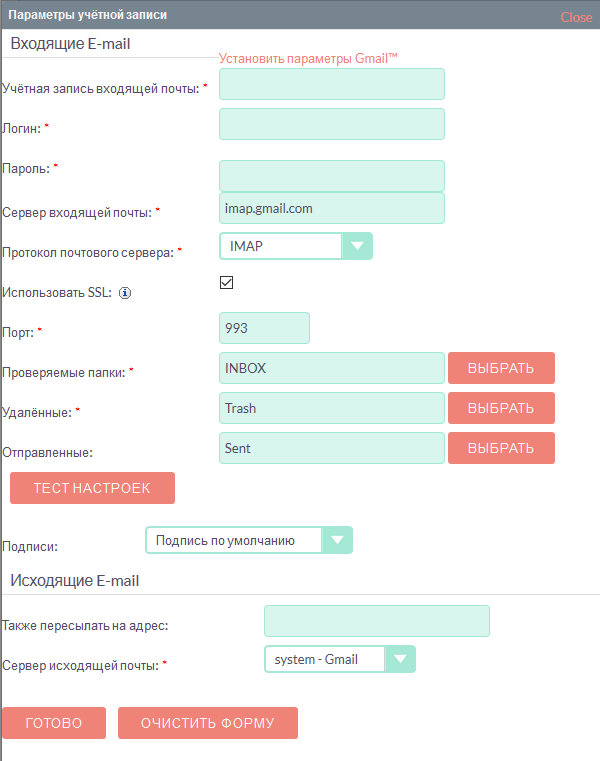 Параметры учётной записи
Close
Входящие E-mail
Установить параметры Gmail™
Учётная запись входящей почты: *
Логин: *
Пароль: *
Сервер входящей почты: * imap.gmail.com
Протокол почтового сервера: * IMAP
Использовать SSL:
Порт: * 993
Проверяемые папки: * INBOX ВЫБРАТЬ
Удалённые: * Trash ВЫБРАТЬ
Отправленные: Sent ВЫБРАТЬ
ТЕСТ НАСТРОЕК
Подписи: Подпись по умолчанию
Исходящие E-mail
Также пересылать на адрес:
Сервер исходящей почты: * system - Gmail
ГОТОВО ОЧИСТИТЬ ФОРМУ